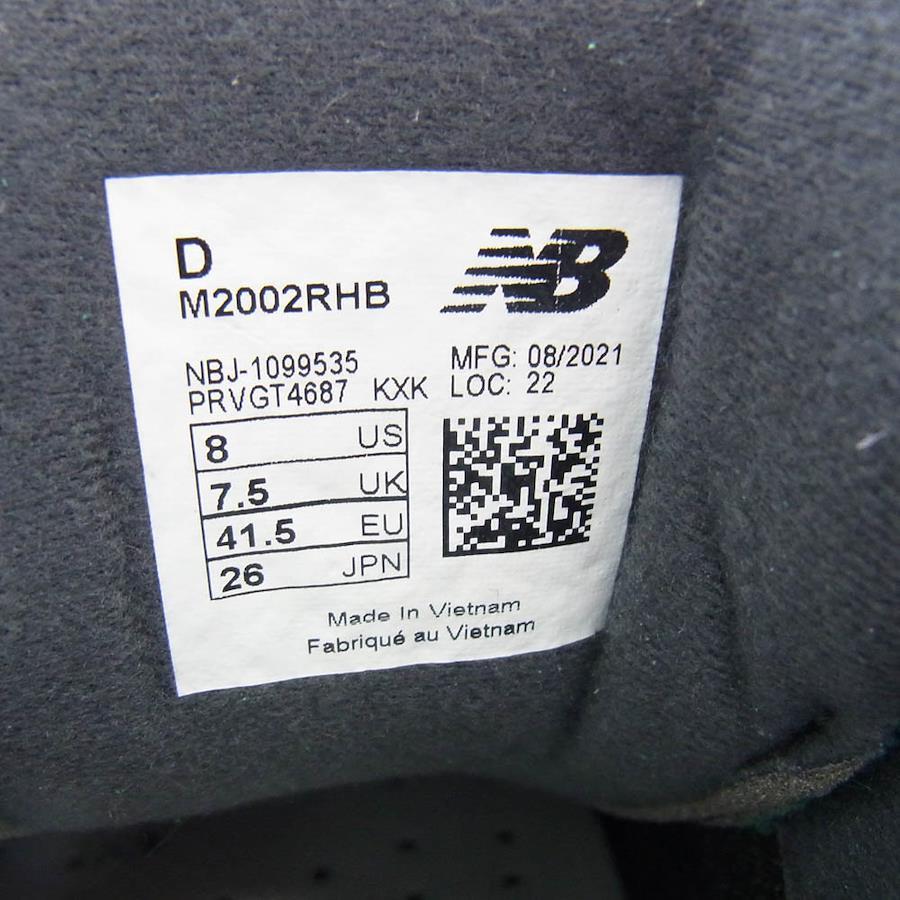 D
M2002RHB
NB
NBJ-1099535
PRVGT4687 KXK
MFG: 08/2021
LOC: 22
8 US
7.5 UK
41.5 EU
26 JPN
Made In Vietnam
Fabriqué au Vietnam